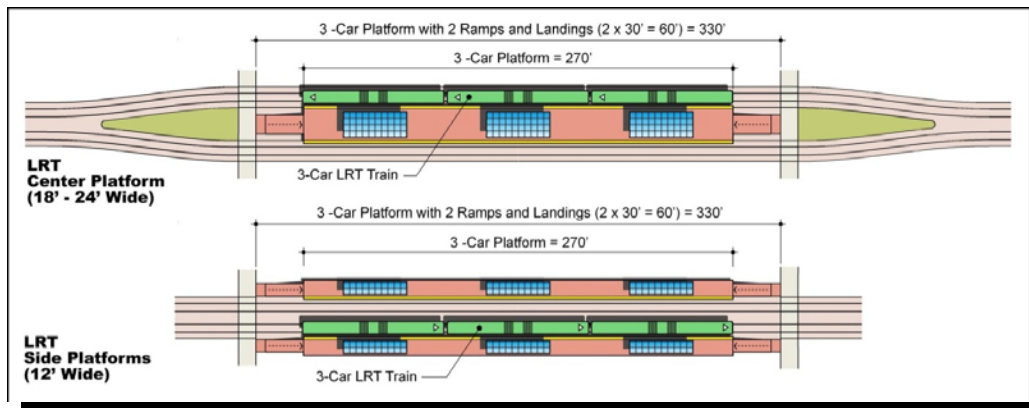 3 -Car Platform with 2 Ramps and Landings (2 x 30' = 60') = 330'
3 -Car Platform = 270'
3-Car LRT Train
LRT
Center Platform
(18' - 24' Wide)
3 -Car Platform with 2 Ramps and Landings (2 x 30' = 60') = 330'
3 -Car Platform = 270'
LRT
Side Platforms
(12' Wide)
3-Car LRT Train